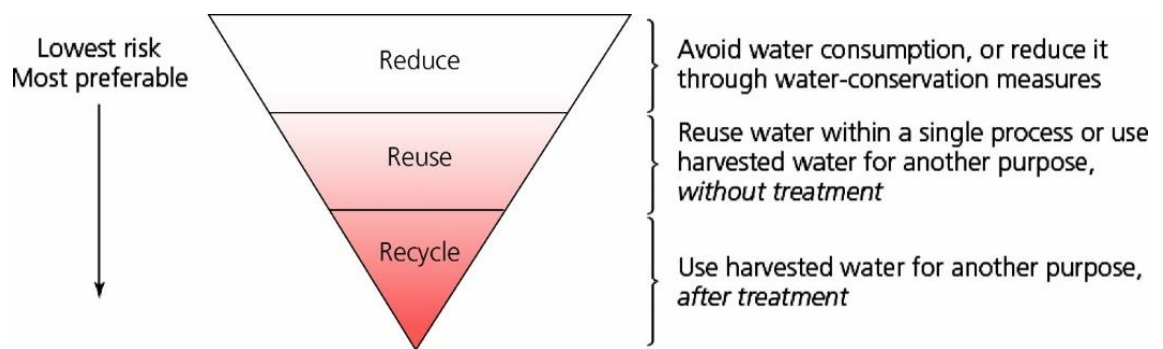 Lowest risk
Most preferable
Reduce
Avoid water consumption, or reduce it
through water-conservation measures
Reuse
Reuse water within a single process or use
harvested water for another purpose,
without treatment
Recycle
Use harvested water for another purpose,
after treatment